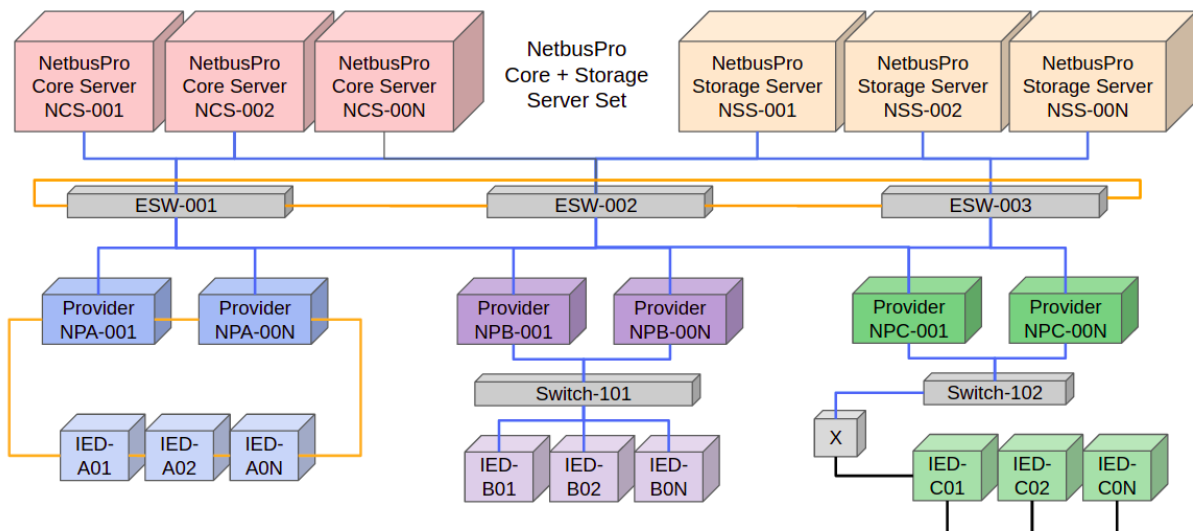 NetbusPro
Core Server
NCS-001
NetbusPro
Core Server
NCS-002
NetbusPro
Core Server
NCS-00N
NetbusPro
Core + Storage
Server Set
NetbusPro
Storage Server
NSS-001
NetbusPro
Storage Server
NSS-002
NetbusPro
Storage Server
NSS-00N
ESW-001
ESW-002
ESW-003
Provider
NPA-001
Provider
NPA-00N
Provider
NPB-001
Provider
NPB-00N
Provider
NPC-001
Provider
NPC-00N
Switch-101
Switch-102
X
IED-
A01
IED-
A02
IED-
A0N
IED-
B01
IED-
B02
IED-
B0N
IED-
C01
IED-
C02
IED-
C0N